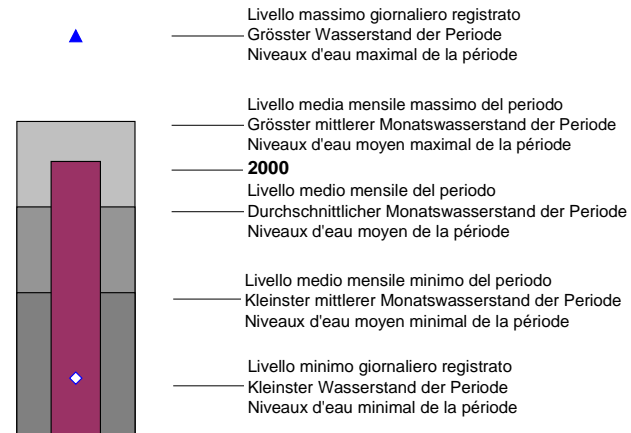 Livello massimo giornaliero registrato
Grösster Wasserstand der Periode
Niveaux d'eau maximal de la période
Livello media mensile massimo del periodo
Grösster mittlerer Monatswasserstand der Periode
Niveaux d'eau moyen maximal de la période
2000
Livello medio mensile del periodo
Durchschnittlicher Monatswasserstand der Periode
Niveaux d'eau moyen de la période
Livello medio mensile minimo del periodo
Kleinster mittlerer Monatswasserstand der Periode
Niveaux d'eau moyen minimal de la période
Livello minimo giornaliero registrato
Kleinster Wasserstand der Periode
Niveaux d'eau minimal de la période